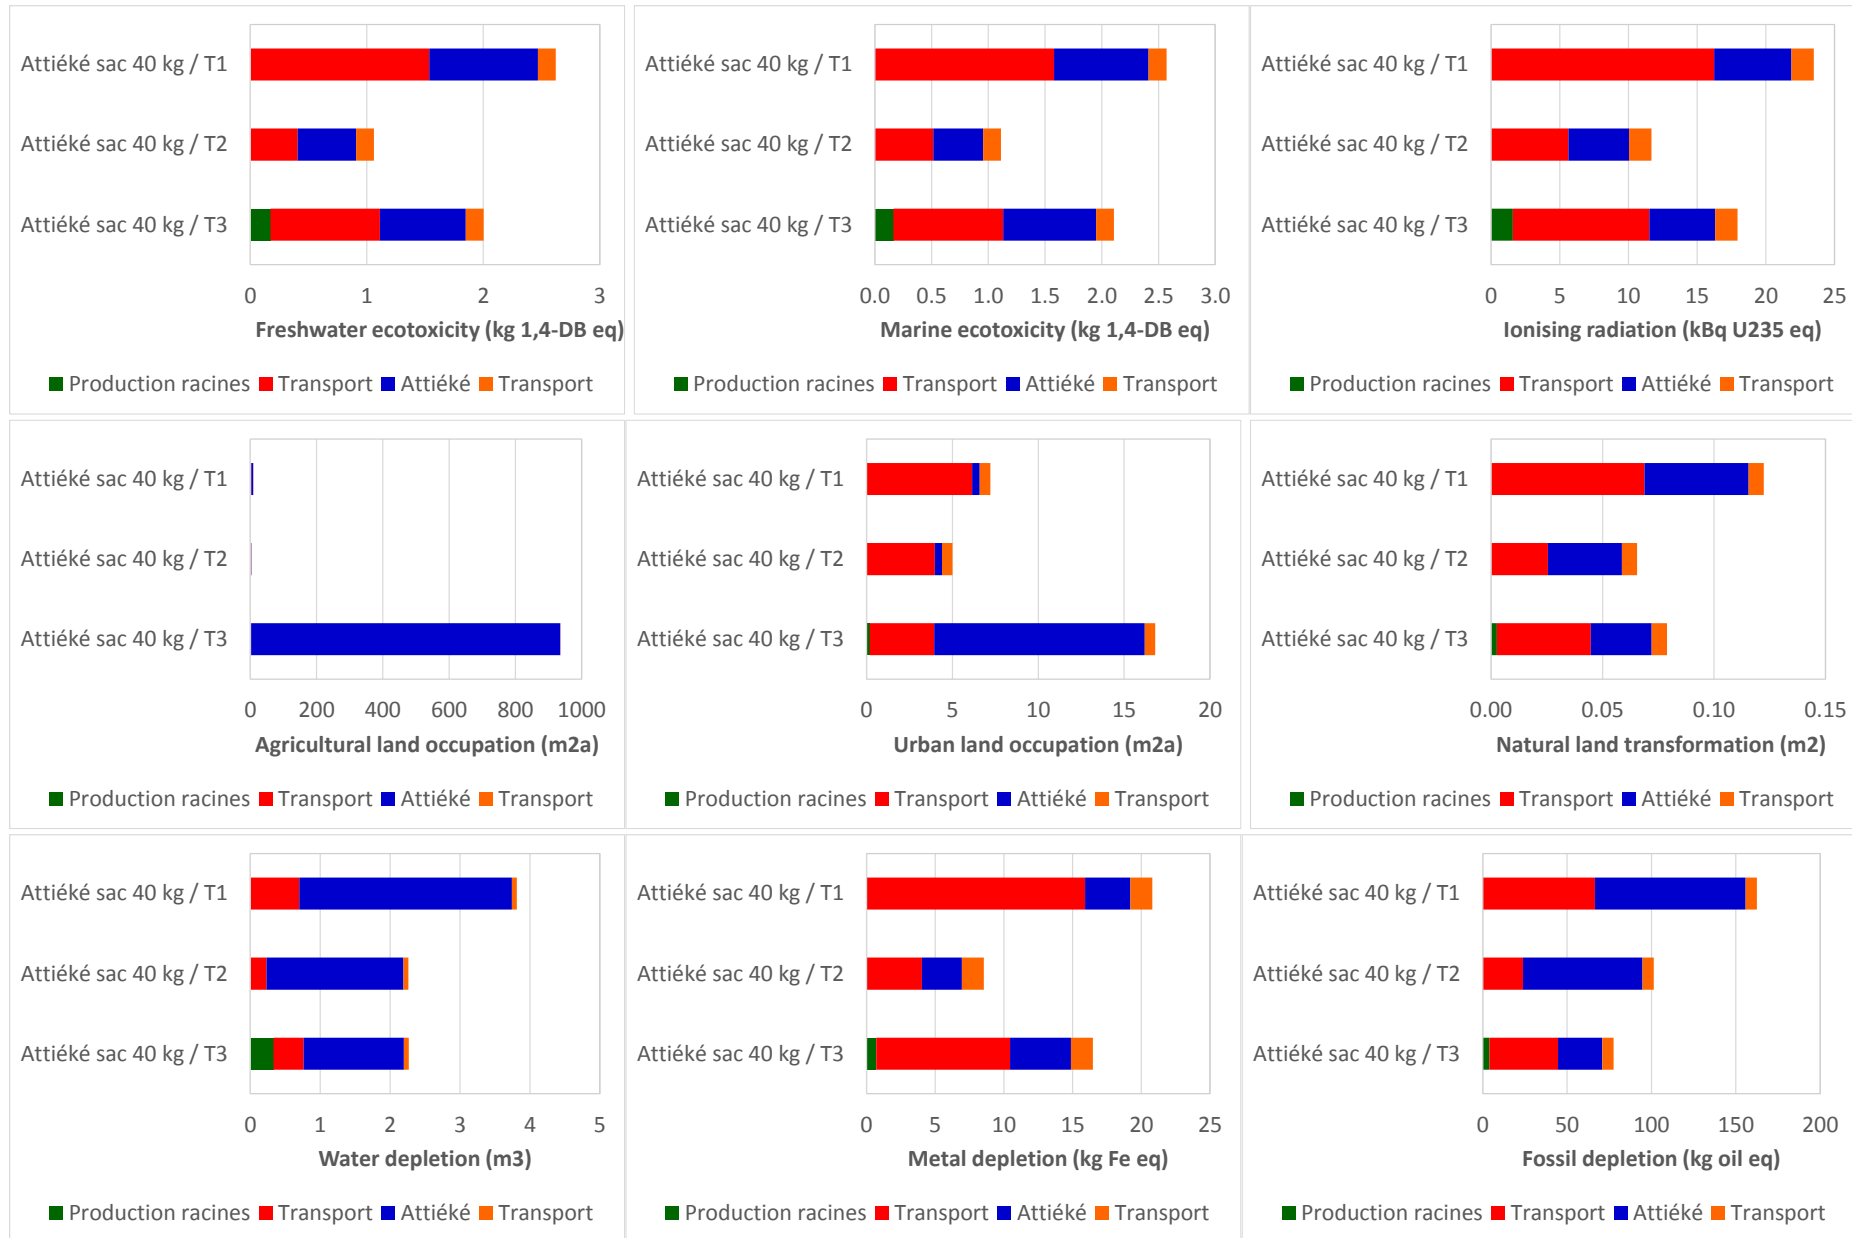 Attiéké sac 40 kg / T1
Attiéké sac 40 kg / T2
Attiéké sac 40 kg / T3
0 1 2 3
Freshwater ecotoxicity (kg 1,4-DB eq)
Production racines Transport Attiéké Transport
Attiéké sac 40 kg / T1
Attiéké sac 40 kg / T2
Attiéké sac 40 kg / T3
0.0 0.5 1.0 1.5 2.0 2.5 3.0
Marine ecotoxicity (kg 1,4-DB eq)
Production racines Transport Attiéké Transport
Attiéké sac 40 kg / T1
Attiéké sac 40 kg / T2
Attiéké sac 40 kg / T3
0 5 10 15 20 25
Ionising radiation (kBq U235 eq)
Production racines Transport Attiéké Transport
Attiéké sac 40 kg / T1
Attiéké sac 40 kg / T2
Attiéké sac 40 kg / T3
0 200 400 600 800 1000
Agricultural land occupation (m2a)
Production racines Transport Attiéké Transport
Attiéké sac 40 kg / T1
Attiéké sac 40 kg / T2
Attiéké sac 40 kg / T3
0 5 10 15 20
Urban land occupation (m2a)
Production racines Transport Attiéké Transport
Attiéké sac 40 kg / T1
Attiéké sac 40 kg / T2
Attiéké sac 40 kg / T3
0.00 0.05 0.10 0.15
Natural land transformation (m2)
Production racines Transport Attiéké Transport
Attiéké sac 40 kg / T1
Attiéké sac 40 kg / T2
Attiéké sac 40 kg / T3
0 1 2 3 4 5
Water depletion (m3)
Production racines Transport Attiéké Transport
Attiéké sac 40 kg / T1
Attiéké sac 40 kg / T2
Attiéké sac 40 kg / T3
0 5 10 15 20 25
Metal depletion (kg Fe eq)
Production racines Transport Attiéké Transport
Attiéké sac 40 kg / T1
Attiéké sac 40 kg / T2
Attiéké sac 40 kg / T3
0 50 100 150 200
Fossil depletion (kg oil eq)
Production racines Transport Attiéké Transport